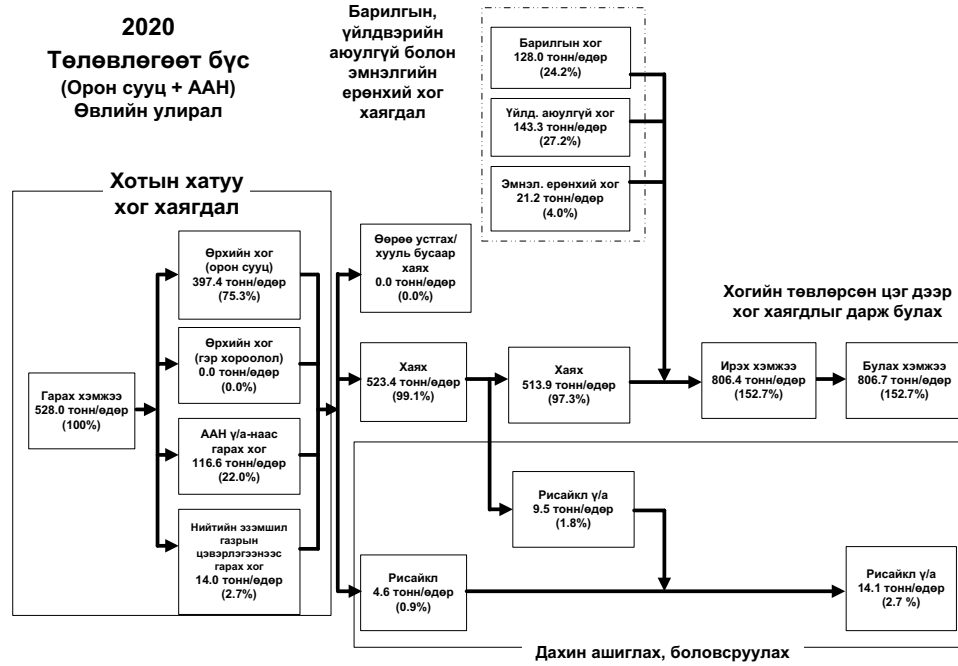 2020
Төлөвлөгөөт бүс
(Орон сууц + ААН)
Өвлийн улирал
Барилгын,
үйлдвэрийн
аюулгүй болон
эмнэлгийн
ерөнхий хог
хаягдал
Барилгын хог
128.0 тонн/өдөр
(24.2%)
Үйлд. аюулгүй хог
143.3 тонн/өдөр
(27.2%)
Эмнэл. ерөнхий хог
21.2 тонн/өдөр
(4.0%)
Хотын хатуу
хог хаягдал
Гарах хэмжээ
528.0 тонн/өдөр
(100%)
Өрхийн хог
(орон сууц)
397.4 тонн/өдөр
(75.3%)
Өрхийн хог
(гэр хороолол)
0.0 тонн/өдөр
(0.0%)
ААН ү/а-наас
гарах хог
116.6 тонн/өдөр
(22.0%)
Нийтийн эзэмшил
газрын
цэвэрлэгээнээс
гарах хог
14.0 тонн/өдөр
(2.7%)
Өөрөө устгах/
хууль бусаар
хаях
0.0 тонн/өдөр
(0.0%)
Хаях
523.4 тонн/өдөр
(99.1%)
Хаях
513.9 тонн/өдөр
(97.3%)
Хогийн төвлөрсөн цэг дээр
хог хаягдлыг дарж булах
Ирэх хэмжээ
806.4 тонн/өдөр
(152.7%)
Булах хэмжээ
806.7 тонн/өдөр
(152.7%)
Рисайкл ү/а
9.5 тонн/өдөр
(1.8%)
Рисайкл
4.6 тонн/өдөр
(0.9%)
Рисайкл ү/а
14.1 тонн/өдөр
(2.7 %)
Дахин ашиглах, боловсруулах